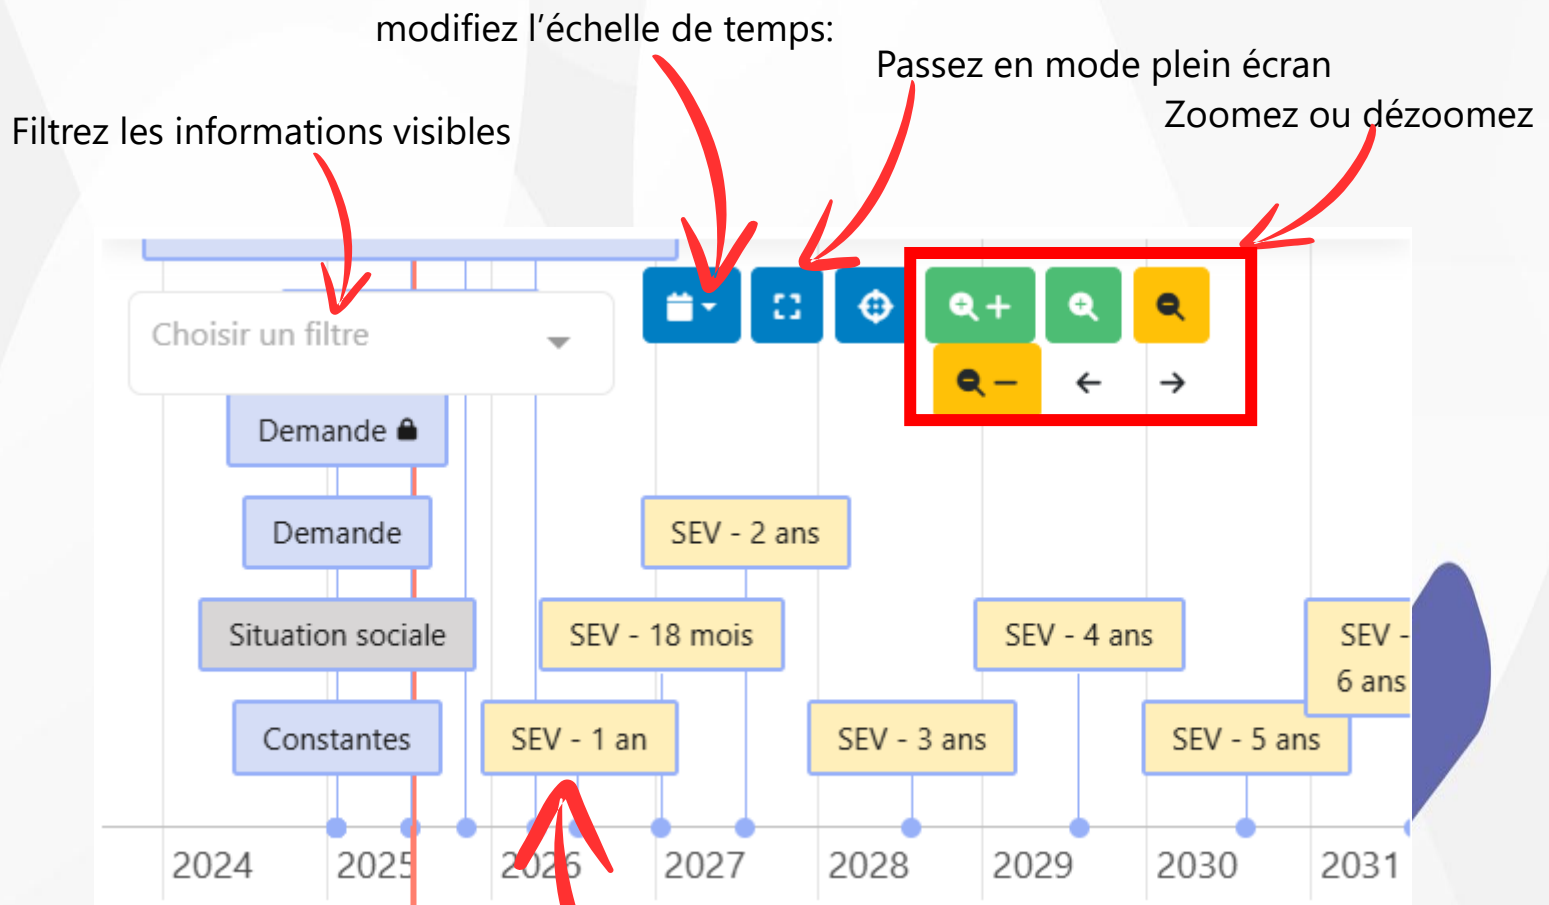 modifiez l’échelle de temps:
Passez en mode plein écran
Zoomez ou dézoomez
Filtrez les informations visibles
Choisir un filtre
Demande
Demande
SEV - 2 ans
Situation sociale
SEV - 18 mois
SEV - 4 ans
SEV -
6 ans
Constantes
SEV - 1 an
SEV - 3 ans
SEV - 5 ans
2024
2025
2026
2027
2028
2029
2030
2031